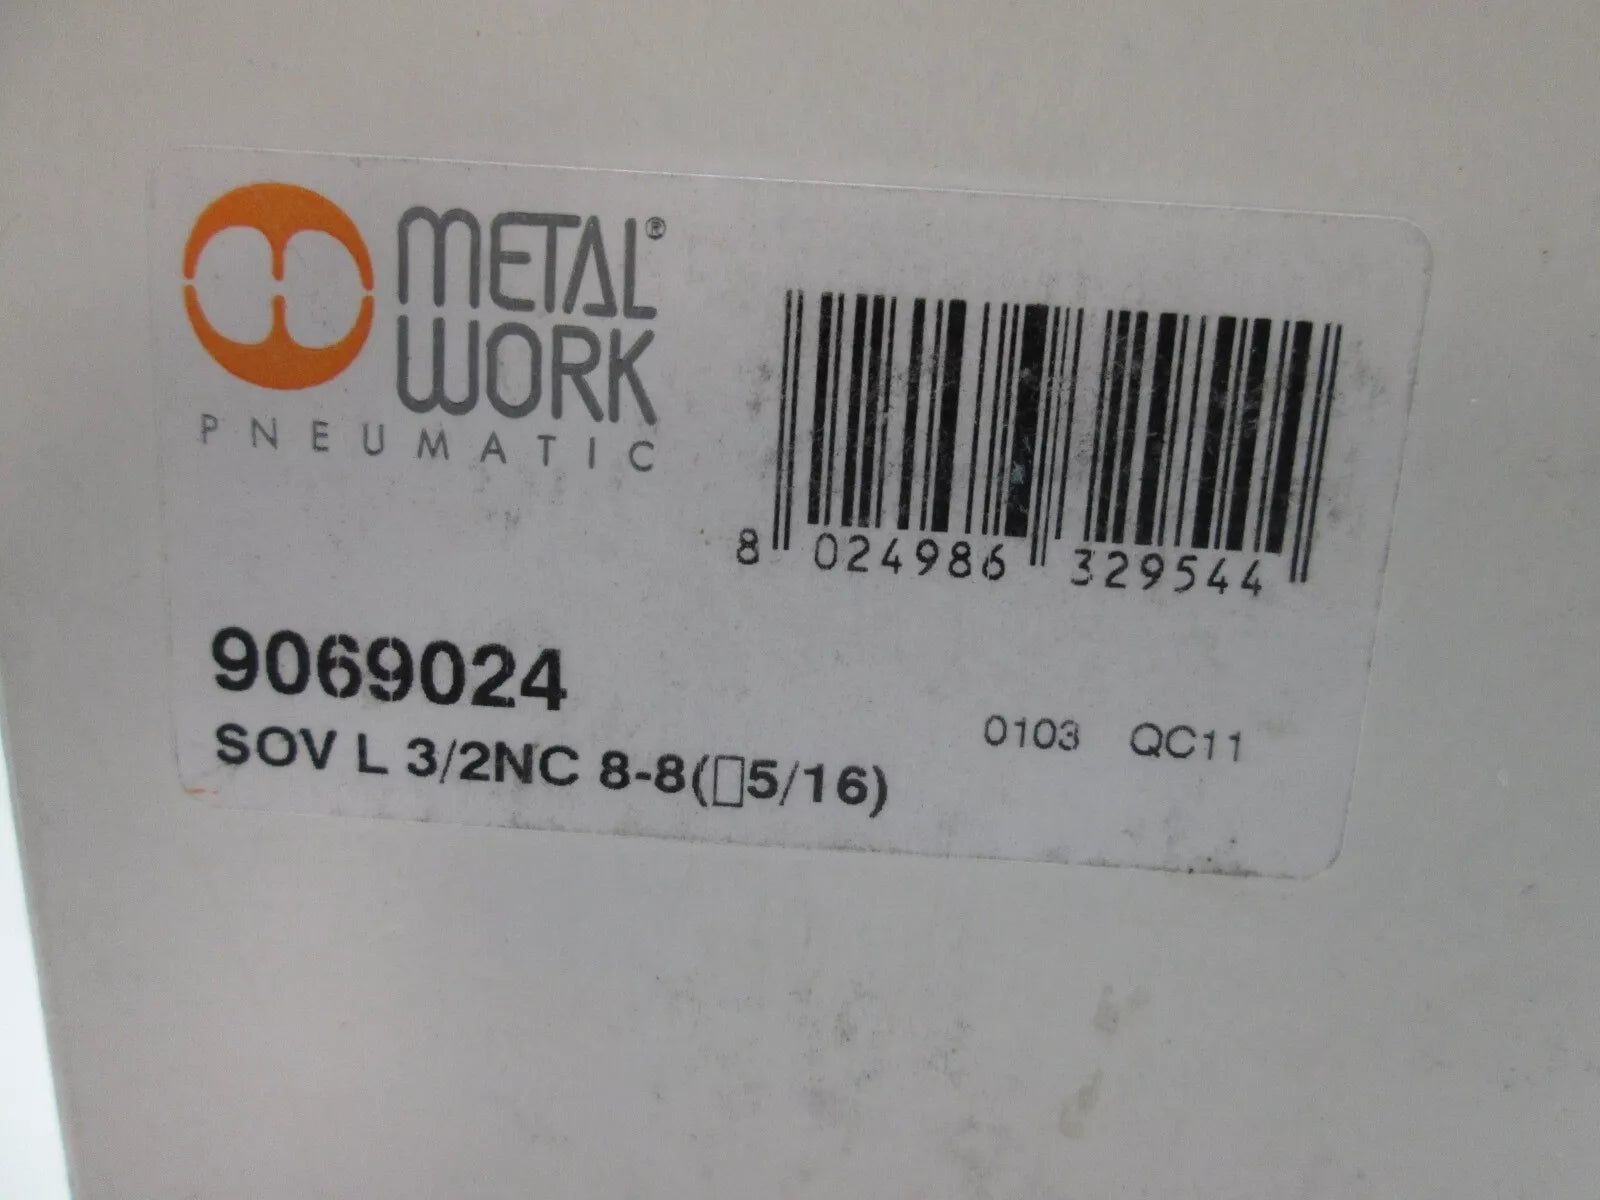 METAL®
WORK
PNEUMATIC
8 024986 329544
9069024
0103 QC11
SOV L 3/2NC 8-8(□5/16)